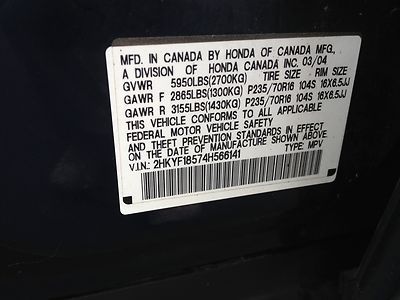 MFD. IN CANADA BY HONDA OF CANADA MFG.,
A DIVISION OF HONDA CANADA INC. 03/04
GVWR 5950LBS(2700KG) TIRE SIZE RIM SIZE
GAWR F 2865LBS(1300KG) P235/70R16 104S 16X6.5JJ
GAWR R 3155LBS(1430KG) P235/70R16 104S 16X6.5JJ
THIS VEHICLE CONFORMS TO ALL APPLICABLE
FEDERAL MOTOR VEHICLE SAFETY
AND THEFT PREVENTION STANDARDS IN EFFECT
ON THE DATE OF MANUFACTURE SHOWN ABOVE.
V.I.N.: 2HKYF18574H566141 TYPE: MPV